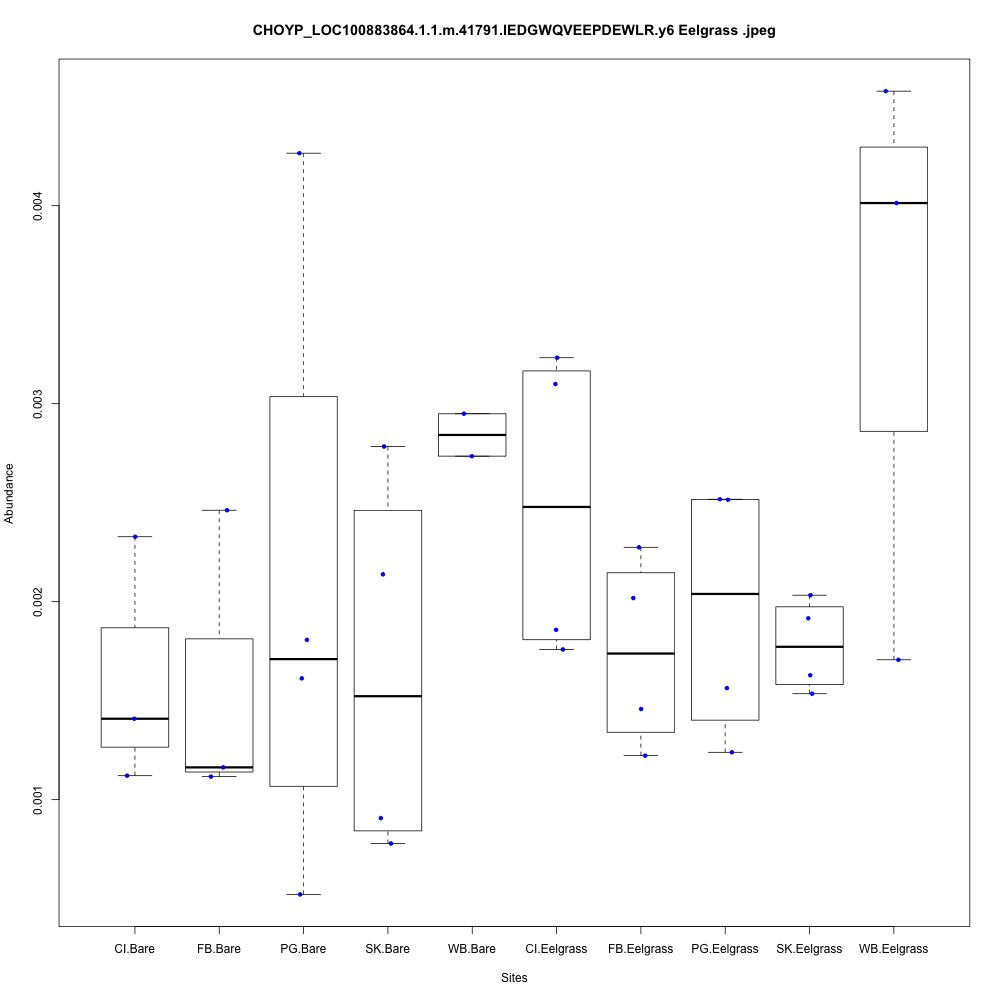 CHOYP_LOC100883864.1.1.m.41791.IEDGWQVEEPDEWLR.y6 Eelgrass .jpeg
0.004
0.003
0.002
0.001
Abundance
CI.Bare FB.Bare PG.Bare SK.Bare WB.Bare CI.Eelgrass FB.Eelgrass PG.Eelgrass SK.Eelgrass WB.Eelgrass
Sites